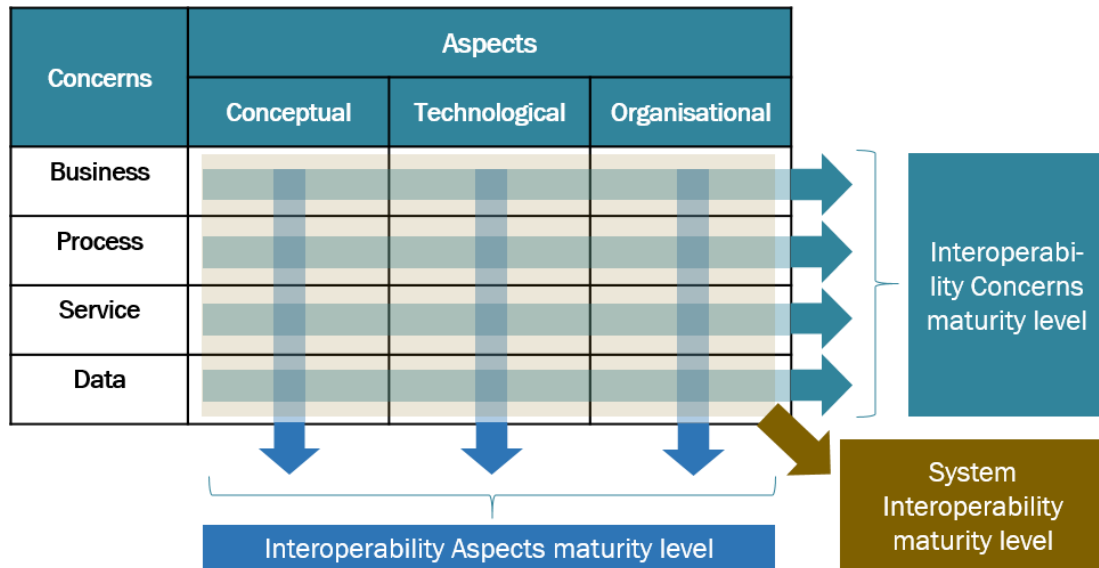 Concerns
Aspects
Conceptual
Technological
Organisational
Business
Process
Service
Data
Interoperabi-
lity Concerns
maturity level
System
Interoperability
maturity level
Interoperability Aspects maturity level